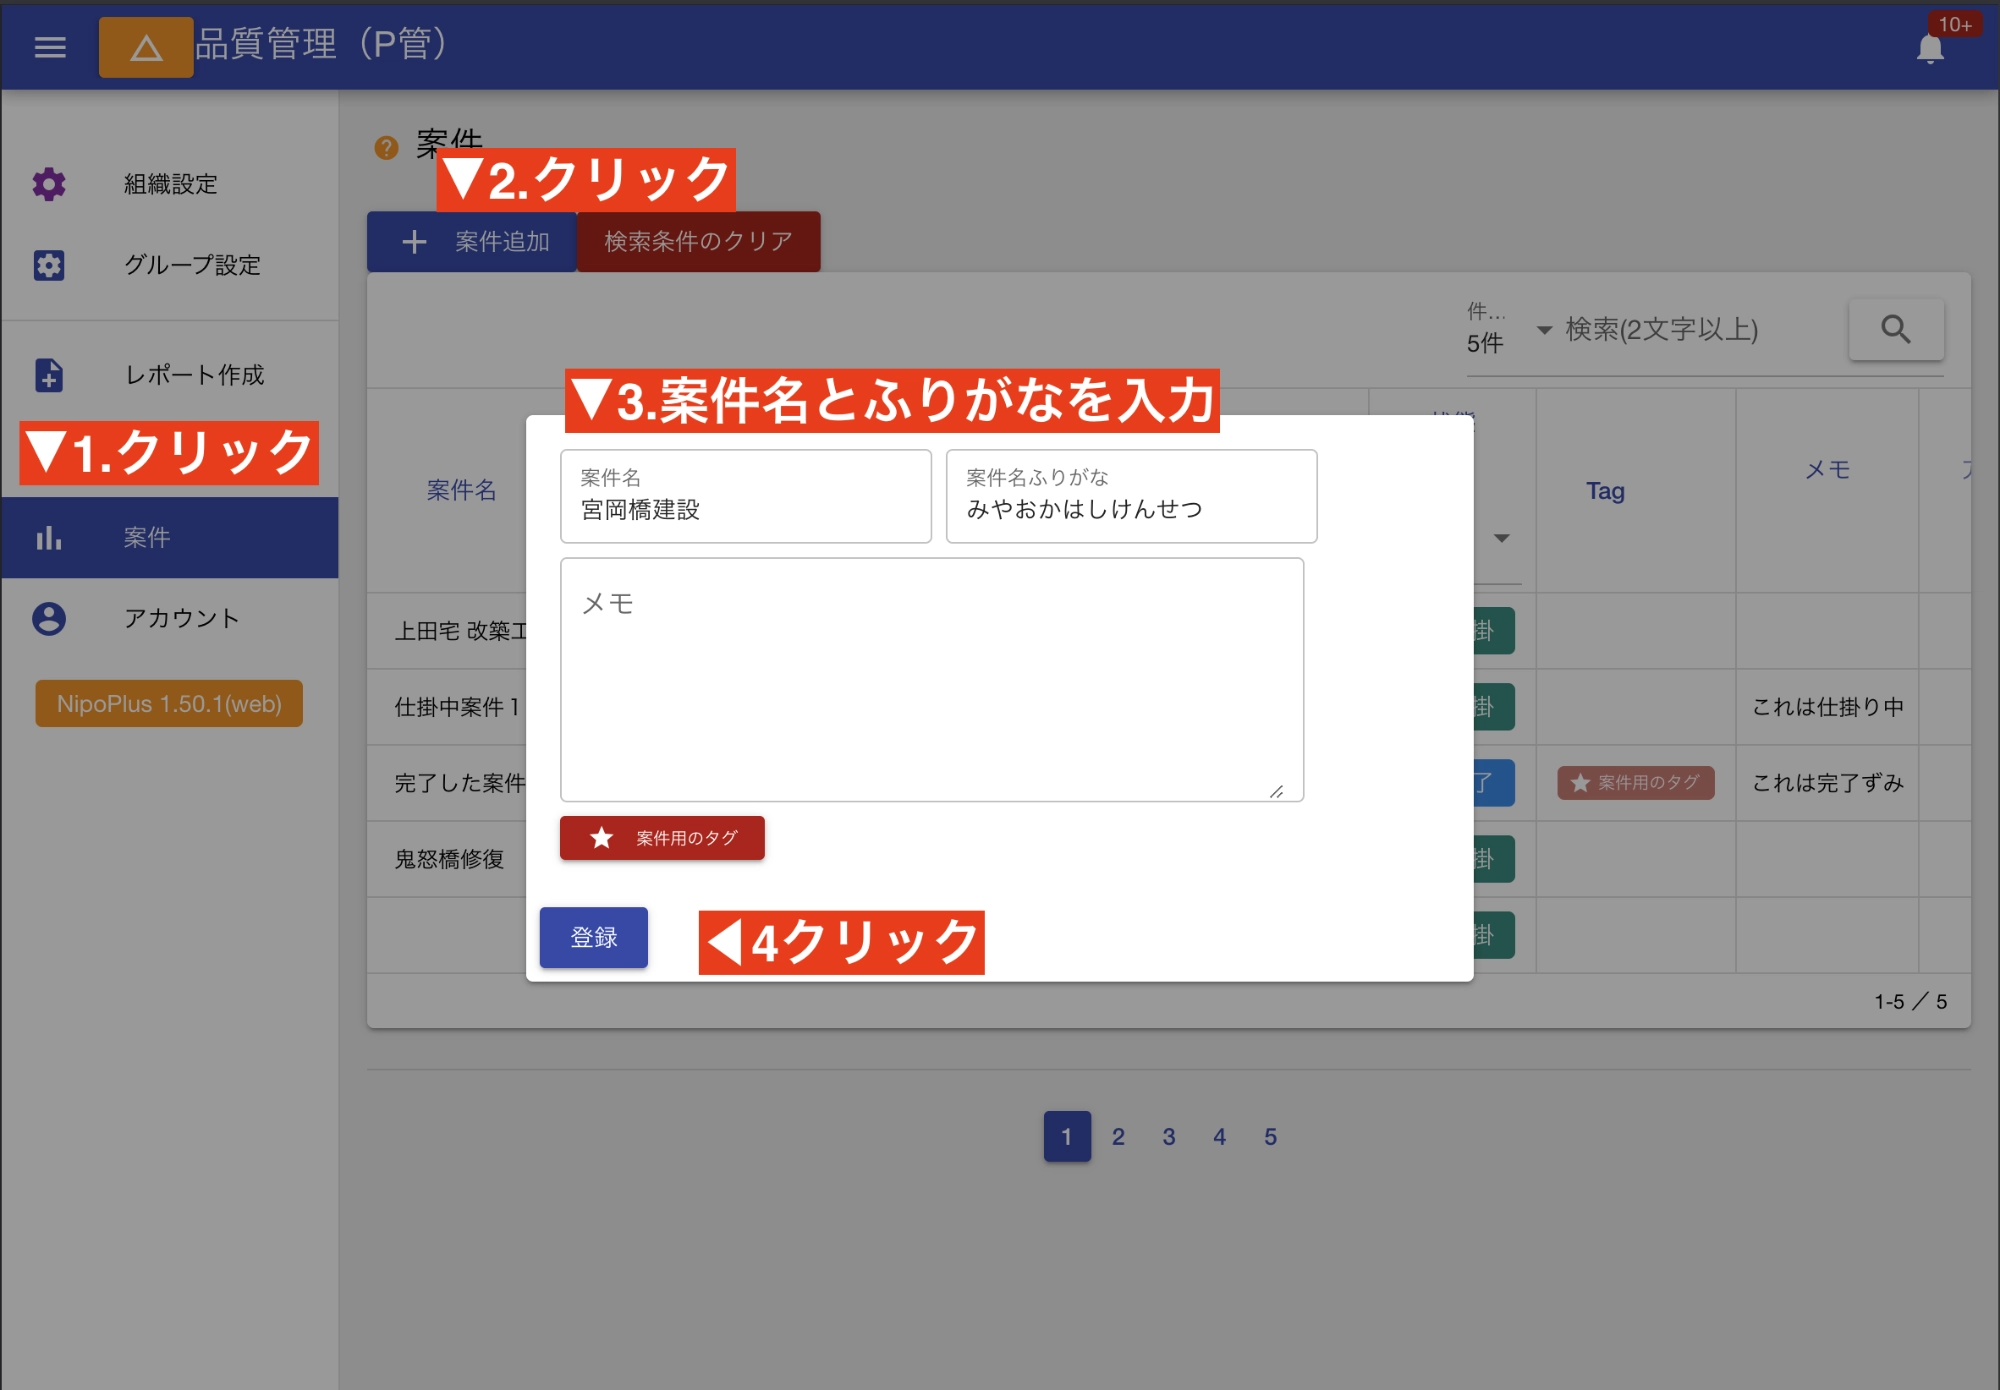 品質管理（P管）
10+
組織設定
グループ設定
レポート作成
▼1.クリック
案件
アカウント
NipoPlus 1.50.1(web)
? 案件
▼2.クリック
案件追加
検索条件のクリア
件...
5件
検索(2文字以上)
▼3.案件名とふりがなを入力
案件名
Tag
メモ
案件名
宮岡橋建設
案件名ふりがな
みやおかはしけんせつ
メモ
案件用のタグ
登録
◀4クリック
上田宅 改築工
掛
仕掛中案件１
掛
これは仕掛り中
完了した案件
了
案件用のタグ
これは完了ずみ
鬼怒橋修復
掛
掛
1-5 ／ 5
1 2 3 4 5